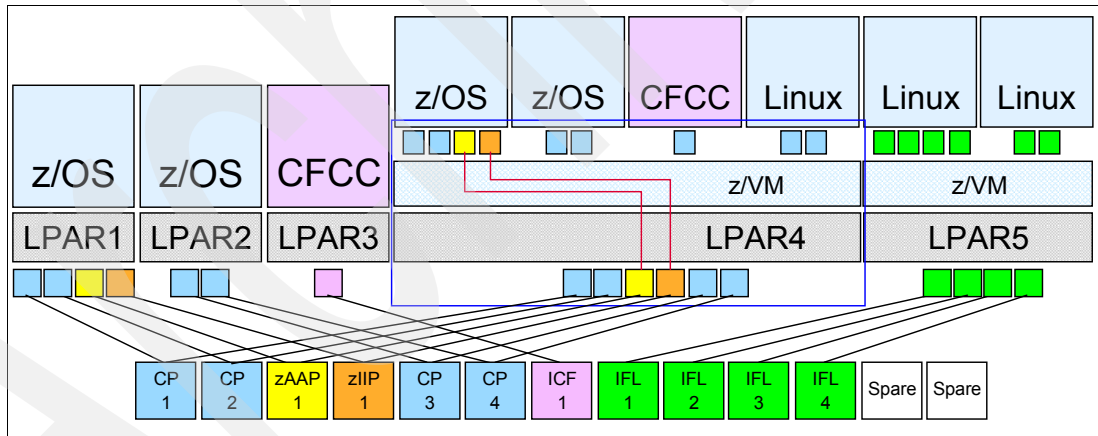 z/OS z/OS CFCC Linux Linux Linux
z/OS z/OS CFCC
z/VM z/VM
LPAR1 LPAR2 LPAR3 LPAR4 LPAR5
CP 1
CP 2
zAAP 1
zIIP 1
CP 3
CP 4
ICF 1
IFL 1
IFL 2
IFL 3
IFL 4
Spare
Spare